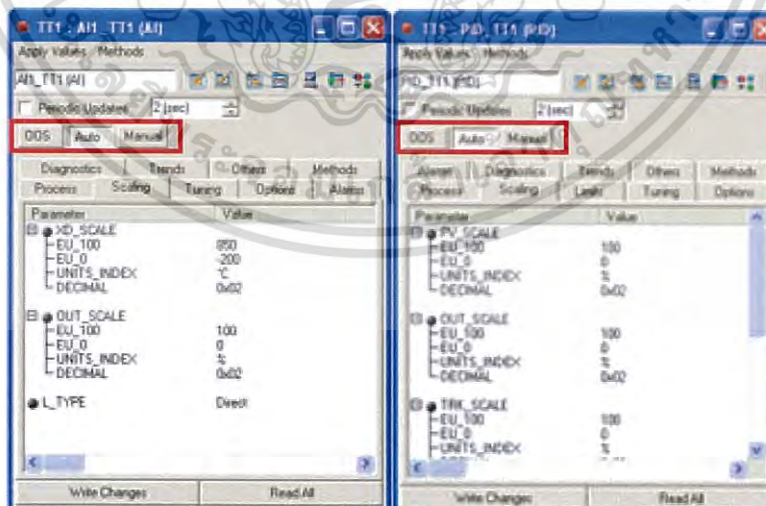 TT1 : AI1_TT1 (AI)
Apply Values Methods
AI1_TT1 (AI)
Periodic Updates 2 (sec)
OOS Auto Manual
Diagnostics Trends Others Methods
Process Scaling Tuning Options Alarms
Parameter Value
XD_SCALE
EU_100 850
EU_0 -200
UNITS_INDEX °C
DECIMAL 0x02
OUT_SCALE
EU_100 100
EU_0 0
UNITS_INDEX %
DECIMAL 0x02
L_TYPE Direct
Write Changes Read All
TT1 : PID_TT1 (PID)
Apply Values Methods
PID_TT1 (PID)
Periodic Updates 2 (sec)
OOS Auto Manual
Alarms Diagnostics Trends Others Methods
Process Scaling Limits Tuning Options
Parameter Value
PV_SCALE
EU_100 100
EU_0 0
UNITS_INDEX %
DECIMAL 0x02
OUT_SCALE
EU_100 100
EU_0 0
UNITS_INDEX %
DECIMAL 0x02
TRK_SCALE
EU_100 100
EU_0 0
UNITS_INDEX %
Write Changes Read All